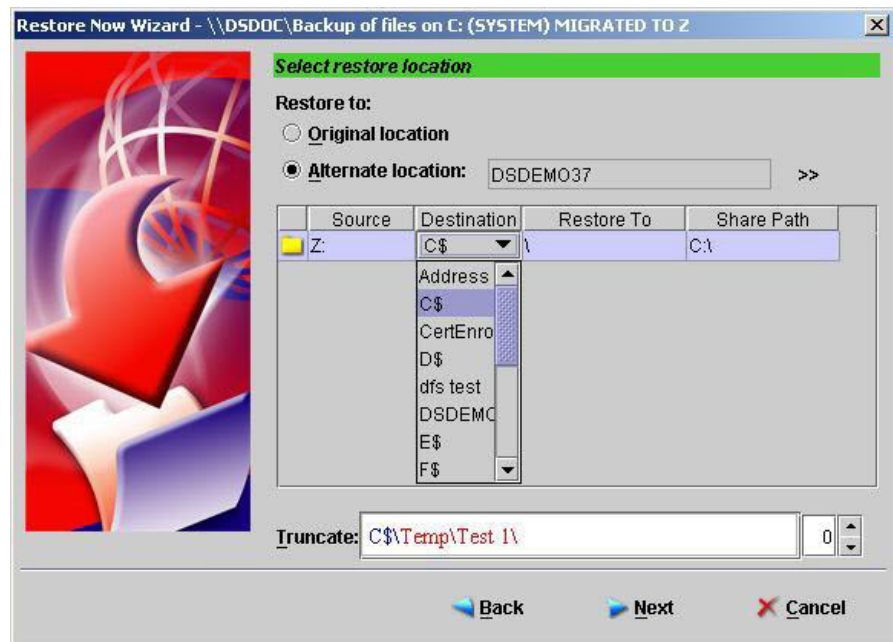 Restore Now Wizard - \\DSDOC\Backup of files on C: (SYSTEM) MIGRATED TO Z
Select restore location
Restore to:
Original location
Alternate location: DSDEMO37 >>
Source Destination Restore To Share Path
Z: C$ \ C:\
Address
C$
CertEnro
D$
dfs test
DSDEMO
E$
F$
Truncate: C$\Temp\Test 1\ 0
Back Next Cancel